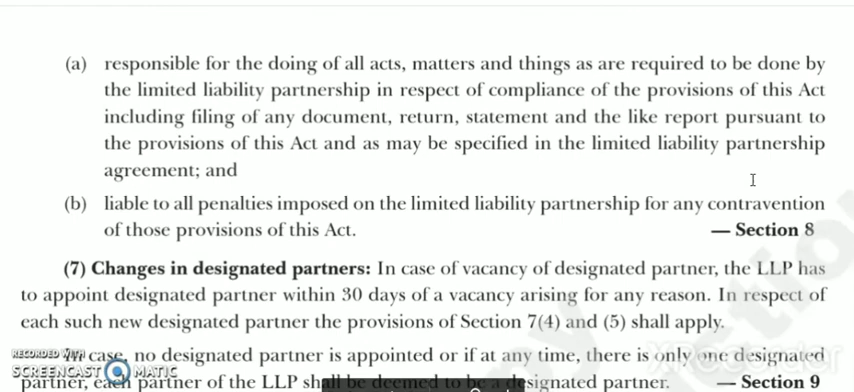 (a) responsible for the doing of all acts, matters and things as are required to be done by
the limited liability partnership in respect of compliance of the provisions of this Act
including filing of any document, return, statement and the like report pursuant to
the provisions of this Act and as may be specified in the limited liability partnership
agreement; and
(b) liable to all penalties imposed on the limited liability partnership for any contravention
of those provisions of this Act. — Section 8
(7) Changes in designated partners: In case of vacancy of designated partner, the LLP has
to appoint designated partner within 30 days of a vacancy arising for any reason. In respect of
each such new designated partner the provisions of Section 7(4) and (5) shall apply.
case, no designated partner is appointed or if at any time, there is only one designated
partner, each partner of the LLP shall be deemed to be a designated partner. — Section 9
RECORDED WITH
SCREENCAST MATIC